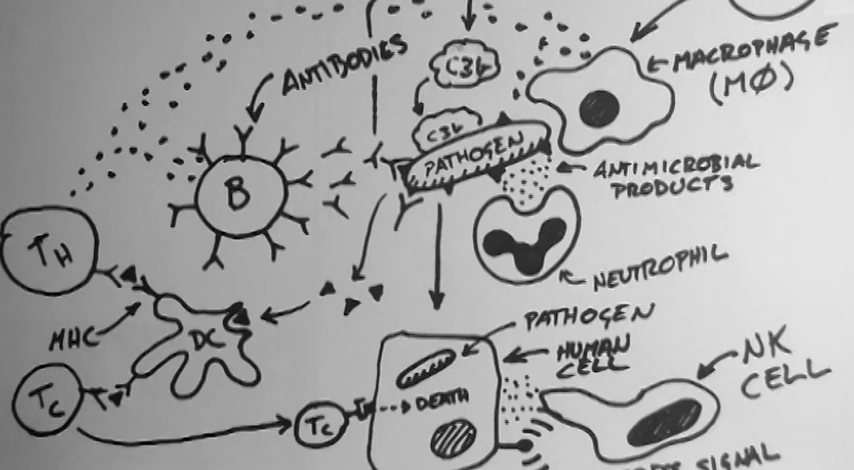 ANTIBODIES
C3b
MACROPHAGE
(MØ)
C3b
PATHOGEN
B
ANTIMICROBIAL
PRODUCTS
TH
NEUTROPHIL
MHC
DC
PATHOGEN
HUMAN
CELL
NK
CELL
TC
TC
DEATH
SIGNAL